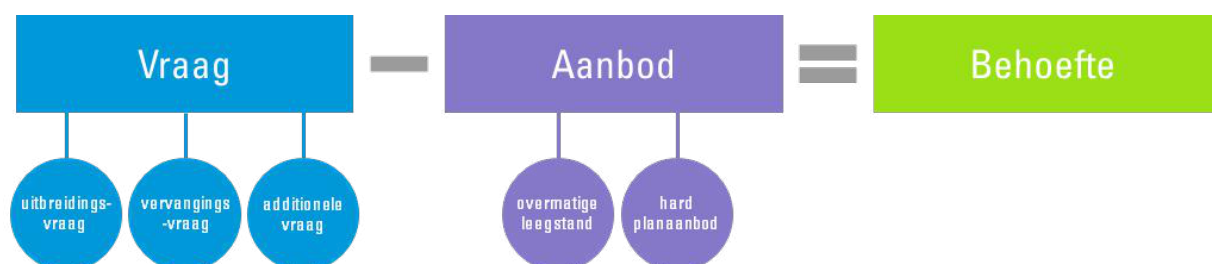 Vraag
Aanbod
Behoefte
uitbreidings-
vraag
vervangings
-vraag
additionele
vraag
overmatige
leegstand
hard
planaanbod